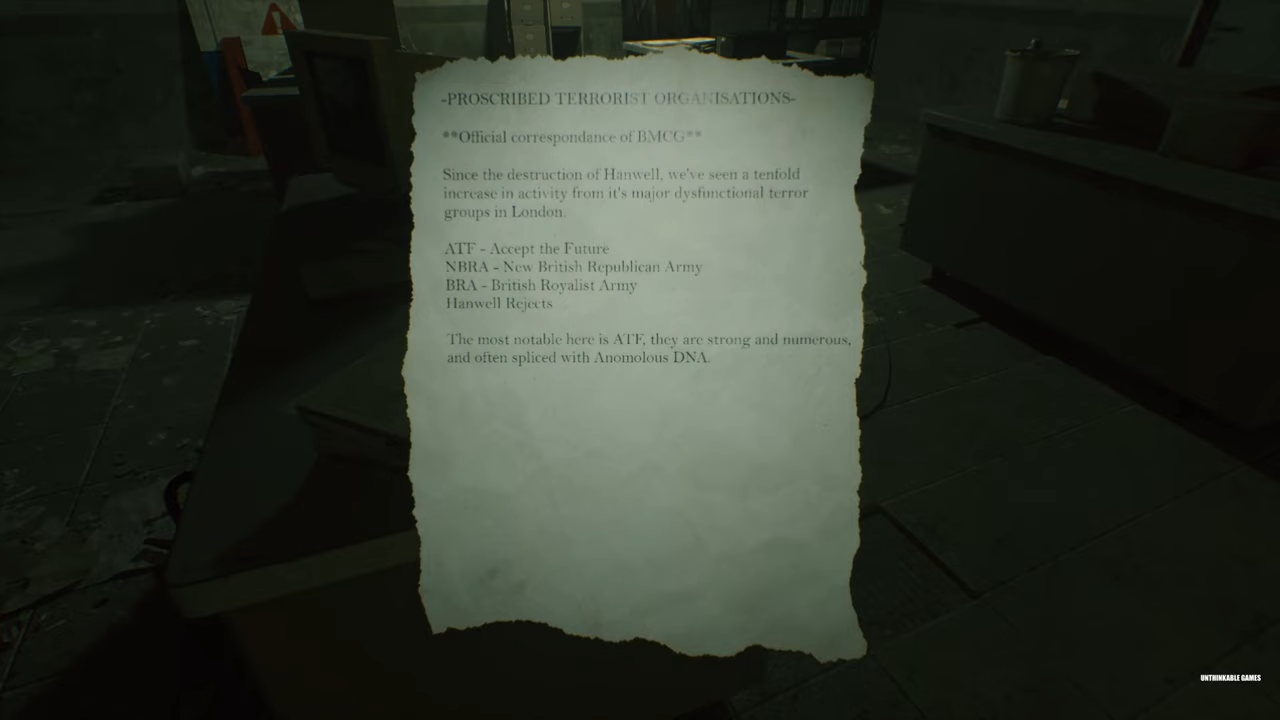 -PROSCRIBED TERRORIST ORGANISATIONS-
**Official correspondance of BMCG**
Since the destruction of Hanwell, we've seen a tenfold
increase in activity from it's major dysfunctional terror
groups in London.
ATF - Accept the Future
NBRA - New British Republican Army
BRA - British Royalist Army
Hanwell Rejects
The most notable here is ATF, they are strong and numerous,
and often spliced with Anomolous DNA.
UNTHINKABLE GAMES